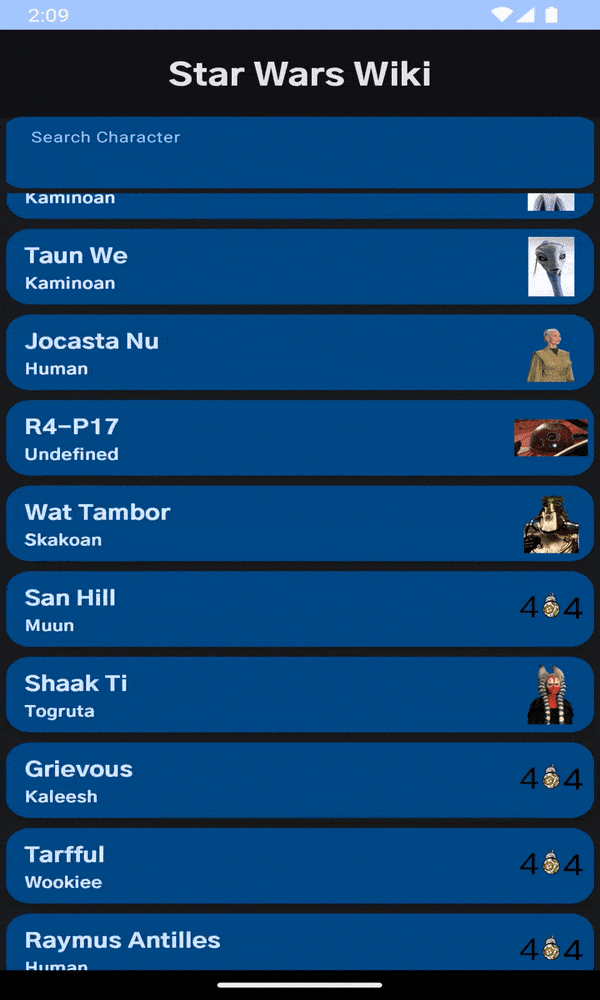 2:09
Star Wars Wiki
Search Character
Kaminoan
Taun We
Kaminoan
Jocasta Nu
Human
R4-P17
Undefined
Wat Tambor
Skakoan
San Hill
Muun
4 4
Shaak Ti
Togruta
Grievous
Kaleesh
4 4
Tarfful
Wookiee
4 4
Raymus Antilles
Human
4 4